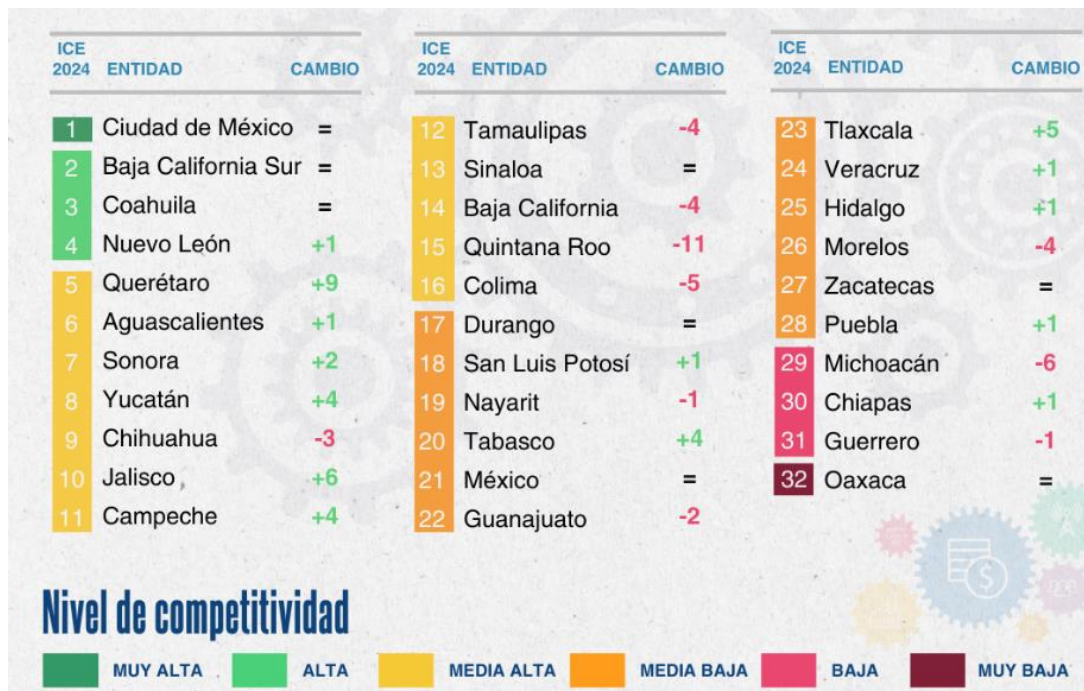 ICE
2024 ENTIDAD CAMBIO
1 Ciudad de México =
2 Baja California Sur =
3 Coahuila =
4 Nuevo León +1
5 Querétaro +9
6 Aguascalientes +1
7 Sonora +2
8 Yucatán +4
9 Chihuahua -3
10 Jalisco +6
11 Campeche +4
ICE
2024 ENTIDAD CAMBIO
12 Tamaulipas -4
13 Sinaloa =
14 Baja California -4
15 Quintana Roo -11
16 Colima -5
17 Durango =
18 San Luis Potosí +1
19 Nayarit -1
20 Tabasco +4
21 México =
22 Guanajuato -2
ICE
2024 ENTIDAD CAMBIO
23 Tlaxcala +5
24 Veracruz +1
25 Hidalgo +1
26 Morelos -4
27 Zacatecas =
28 Puebla +1
29 Michoacán -6
30 Chiapas +1
31 Guerrero -1
32 Oaxaca =
Nivel de competitividad
MUY ALTA ALTA MEDIA ALTA MEDIA BAJA BAJA MUY BAJA